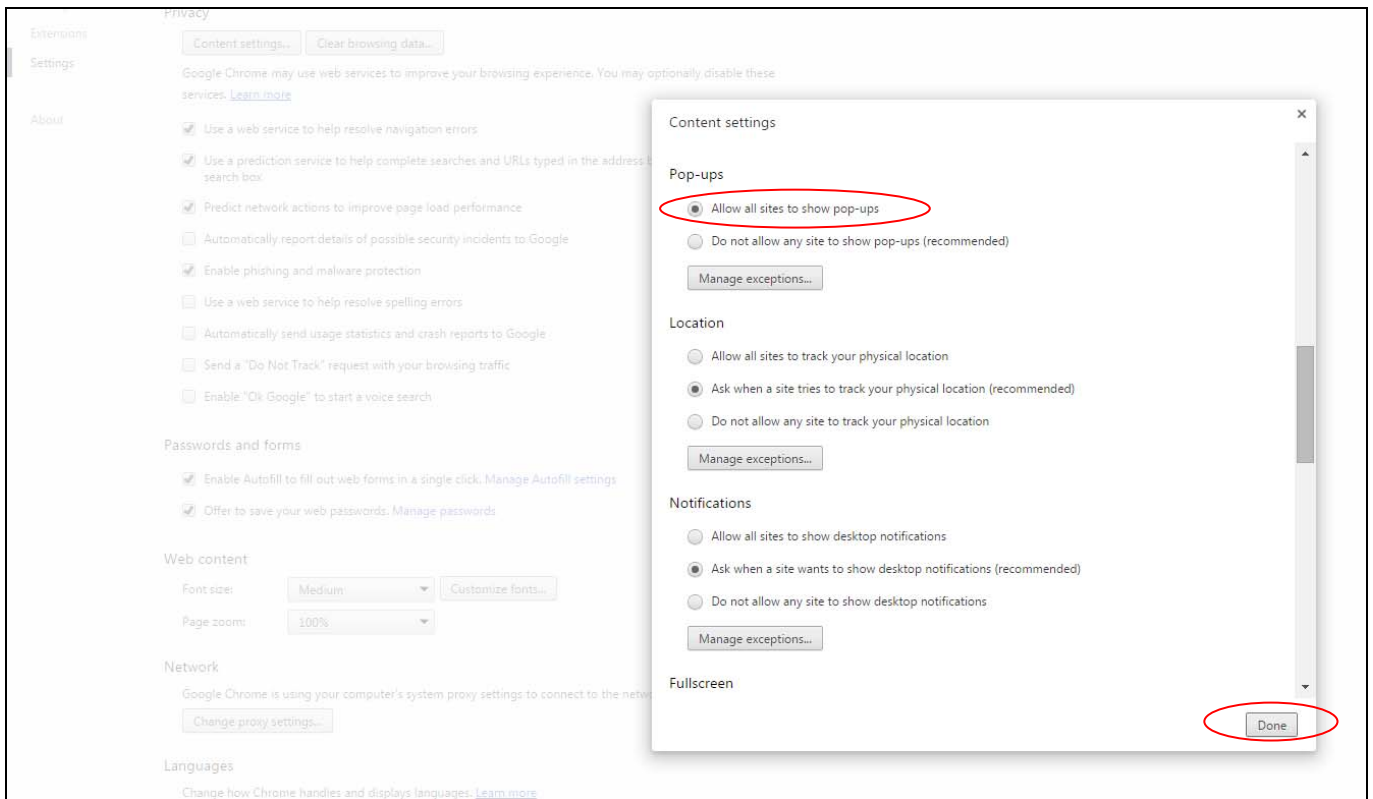 Privacy
Extensions
Content settings... Clear browsing data...
Settings
Google Chrome may use web services to improve your browsing experience. You may optionally disable these
services. Learn more
About
Use a web service to help resolve navigation errors
Use a prediction service to help complete searches and URLs typed in the address
search box
Predict network actions to improve page load performance
Automatically report details of possible security incidents to Google
Enable phishing and malware protection
Use a web service to help resolve spelling errors
Automatically send usage statistics and crash reports to Google
Send a "Do Not Track" request with your browsing traffic
Enable "Ok Google" to start a voice search
Passwords and forms
Enable Autofill to fill out web forms in a single click. Manage Autofill settings
Offer to save your web passwords. Manage passwords
Web content
Font size: Medium Customize fonts...
Page zoom: 100%
Network
Google Chrome is using your computer's system proxy settings to connect to the
Change proxy settings...
Languages
Change how Chrome handles and displays languages. Learn more
Content settings
Pop-ups
Allow all sites to show pop-ups
Do not allow any site to show pop-ups (recommended)
Manage exceptions...
Location
Allow all sites to track your physical location
Ask when a site tries to track your physical location (recommended)
Do not allow any site to track your physical location
Manage exceptions...
Notifications
Allow all sites to show desktop notifications
Ask when a site wants to show desktop notifications (recommended)
Do not allow any site to show desktop notifications
Manage exceptions...
Fullscreen
Done